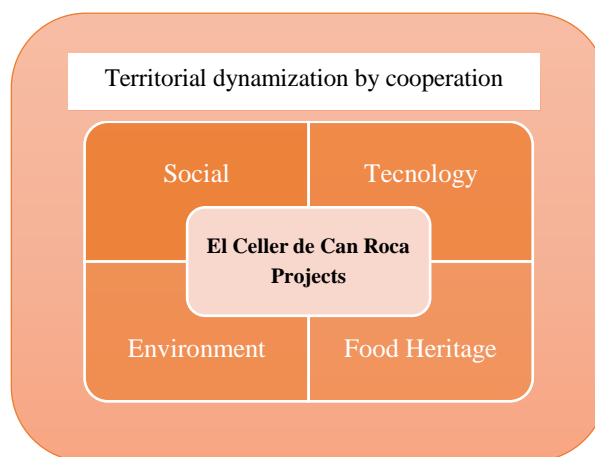 Territorial dynamization by cooperation
Social
Tecnology
El Celler de Can Roca
Projects
Environment
Food Heritage